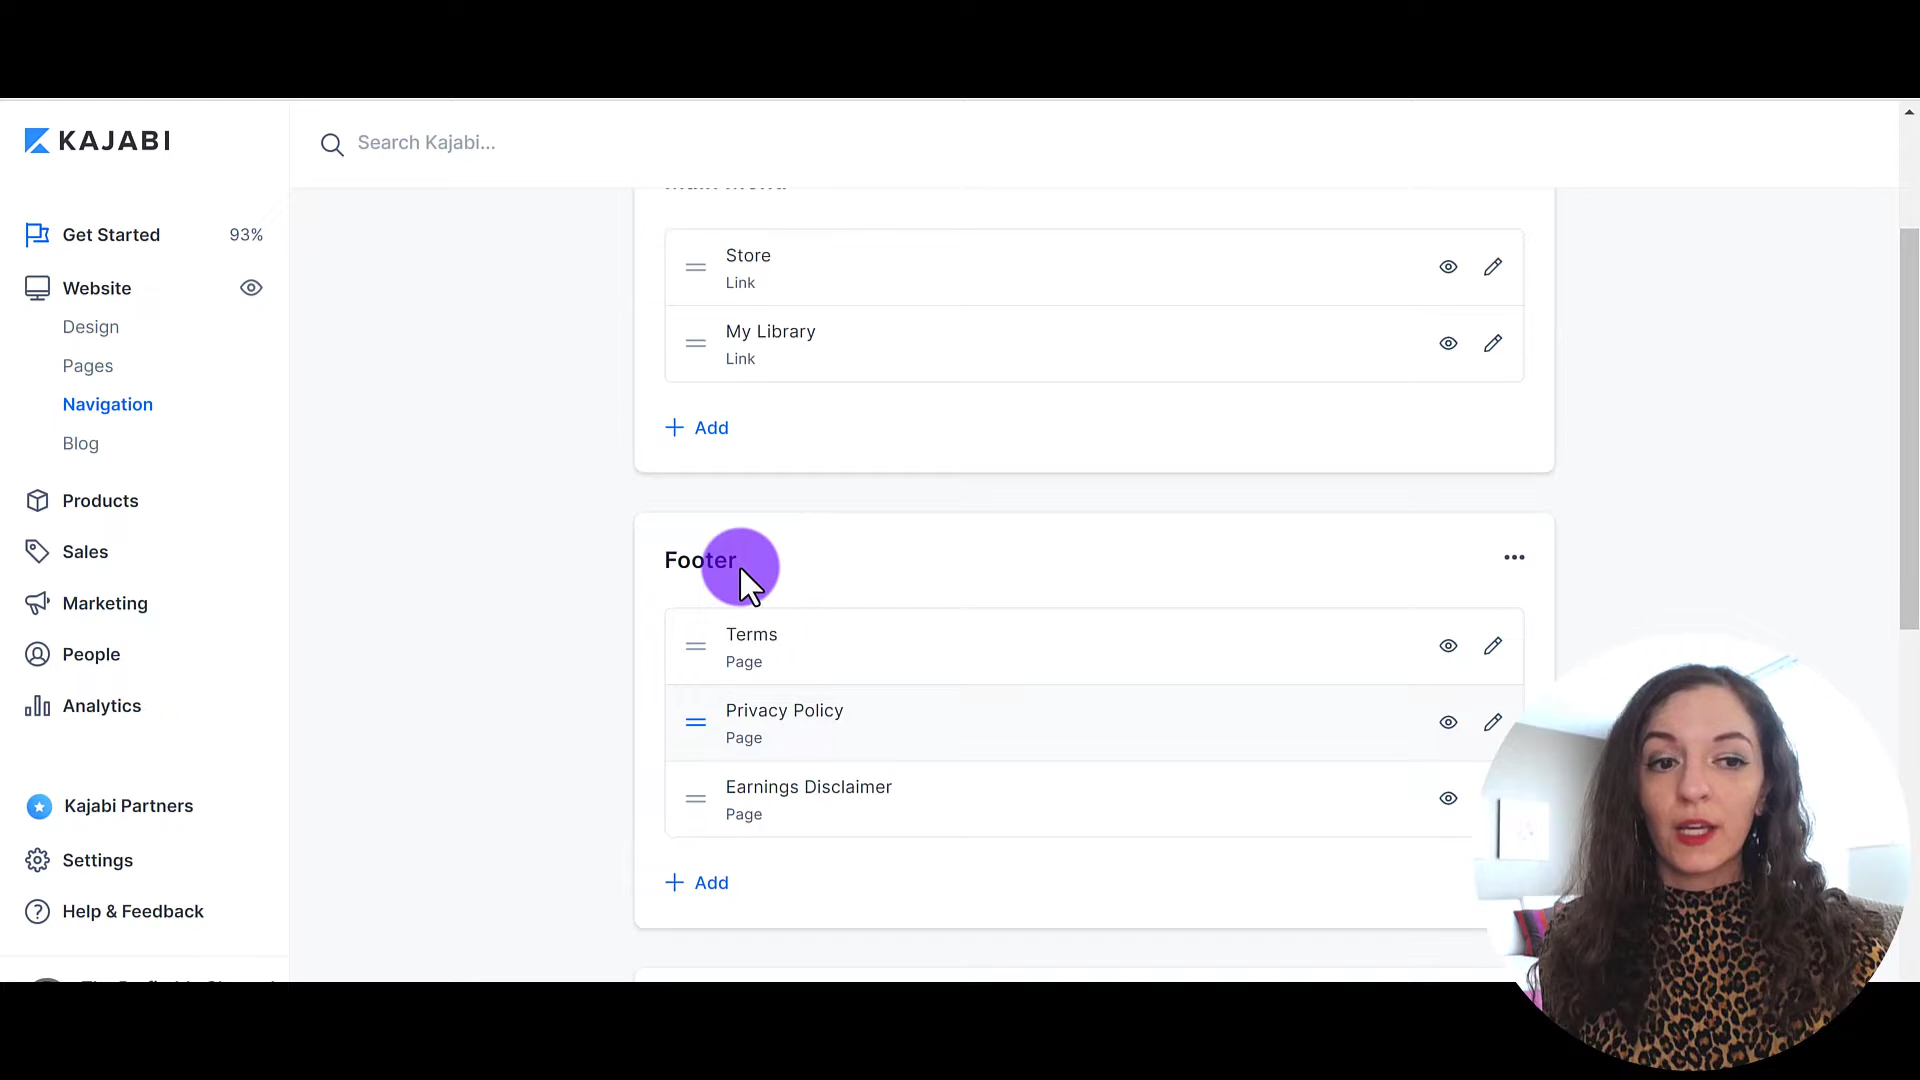 KAJABI
Search Kajabi...
Get Started 93%
Website
Design
Pages
Navigation
Blog
Products
Sales
Marketing
People
Analytics
Kajabi Partners
Settings
Help & Feedback
Store
Link
My Library
Link
Add
Footer
Terms
Page
Privacy Policy
Page
Earnings Disclaimer
Page
Add